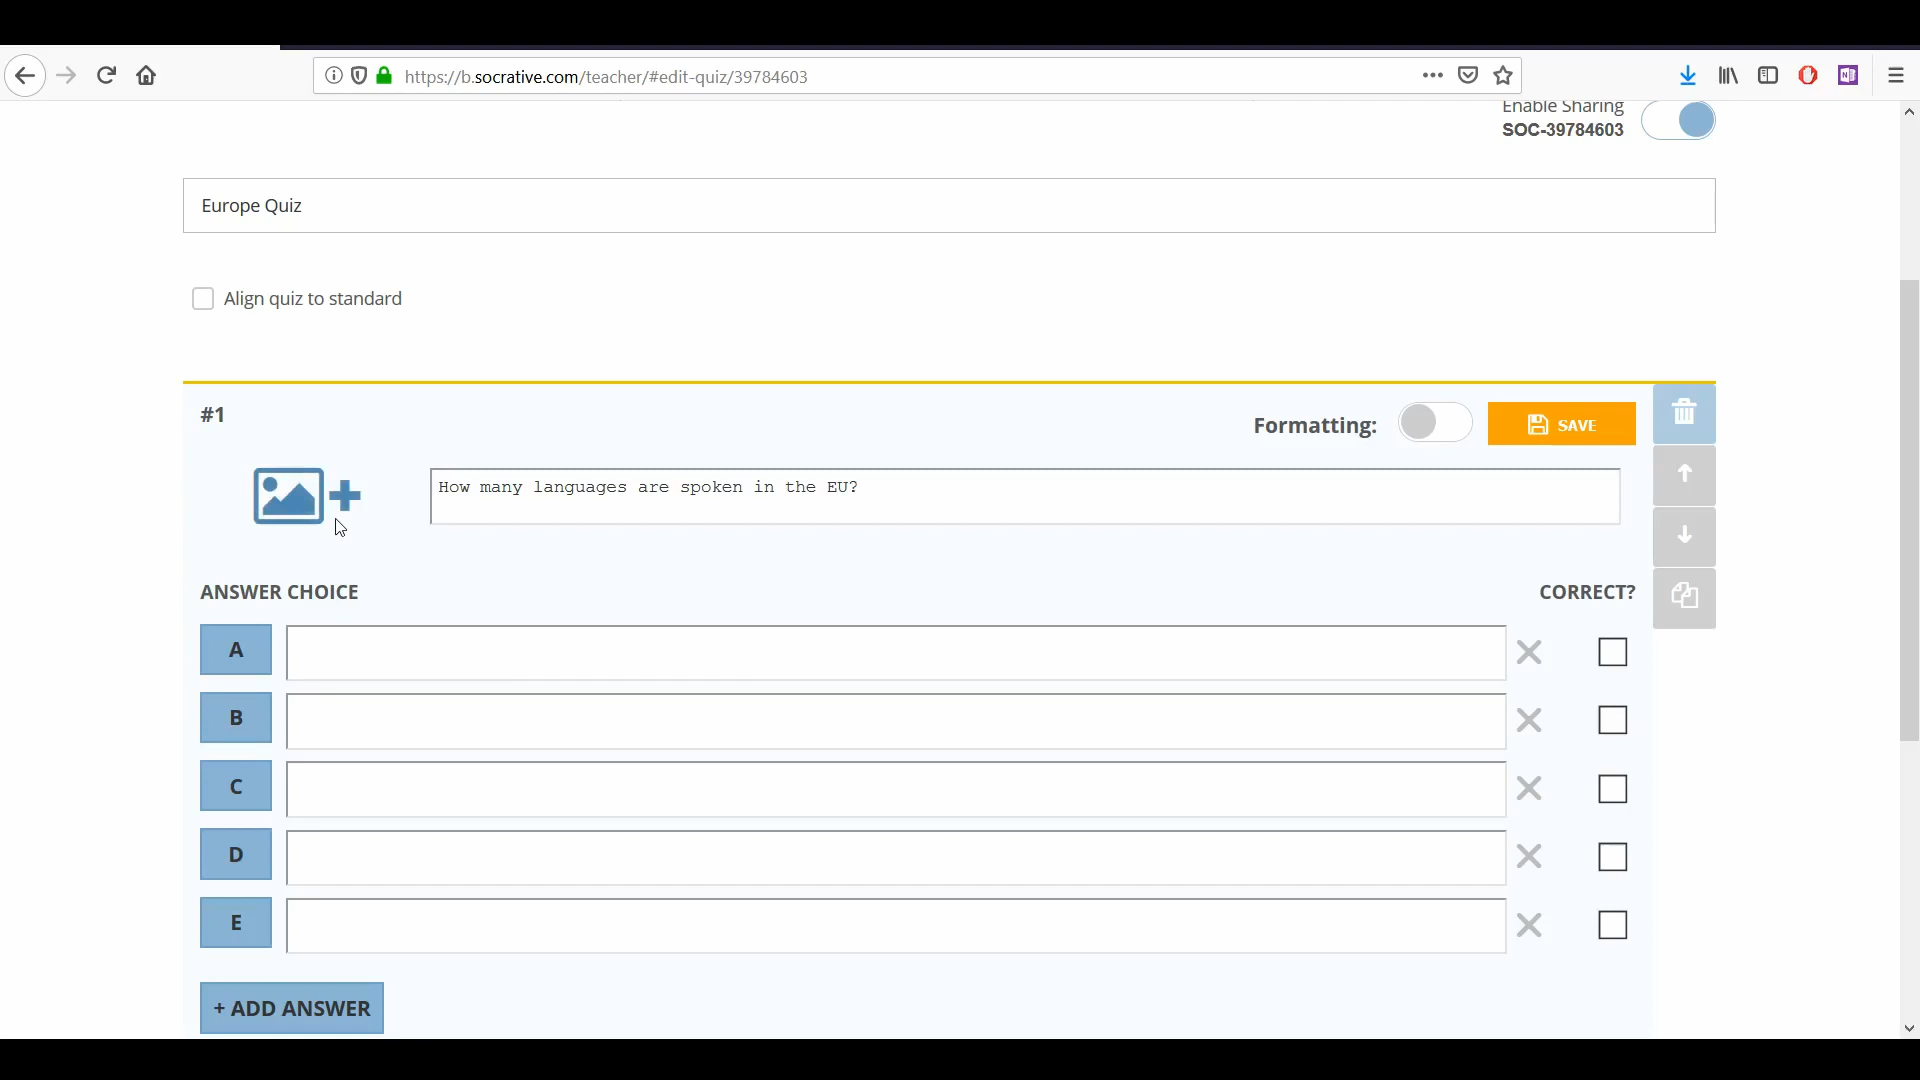 https://b.socrative.com/teacher/#edit-quiz/39784603
Enable Sharing
SOC-39784603
Europe Quiz
Align quiz to standard
#1
Formatting:
SAVE
How many languages are spoken in the EU?
ANSWER CHOICE
CORRECT?
A
B
C
D
E
+ ADD ANSWER